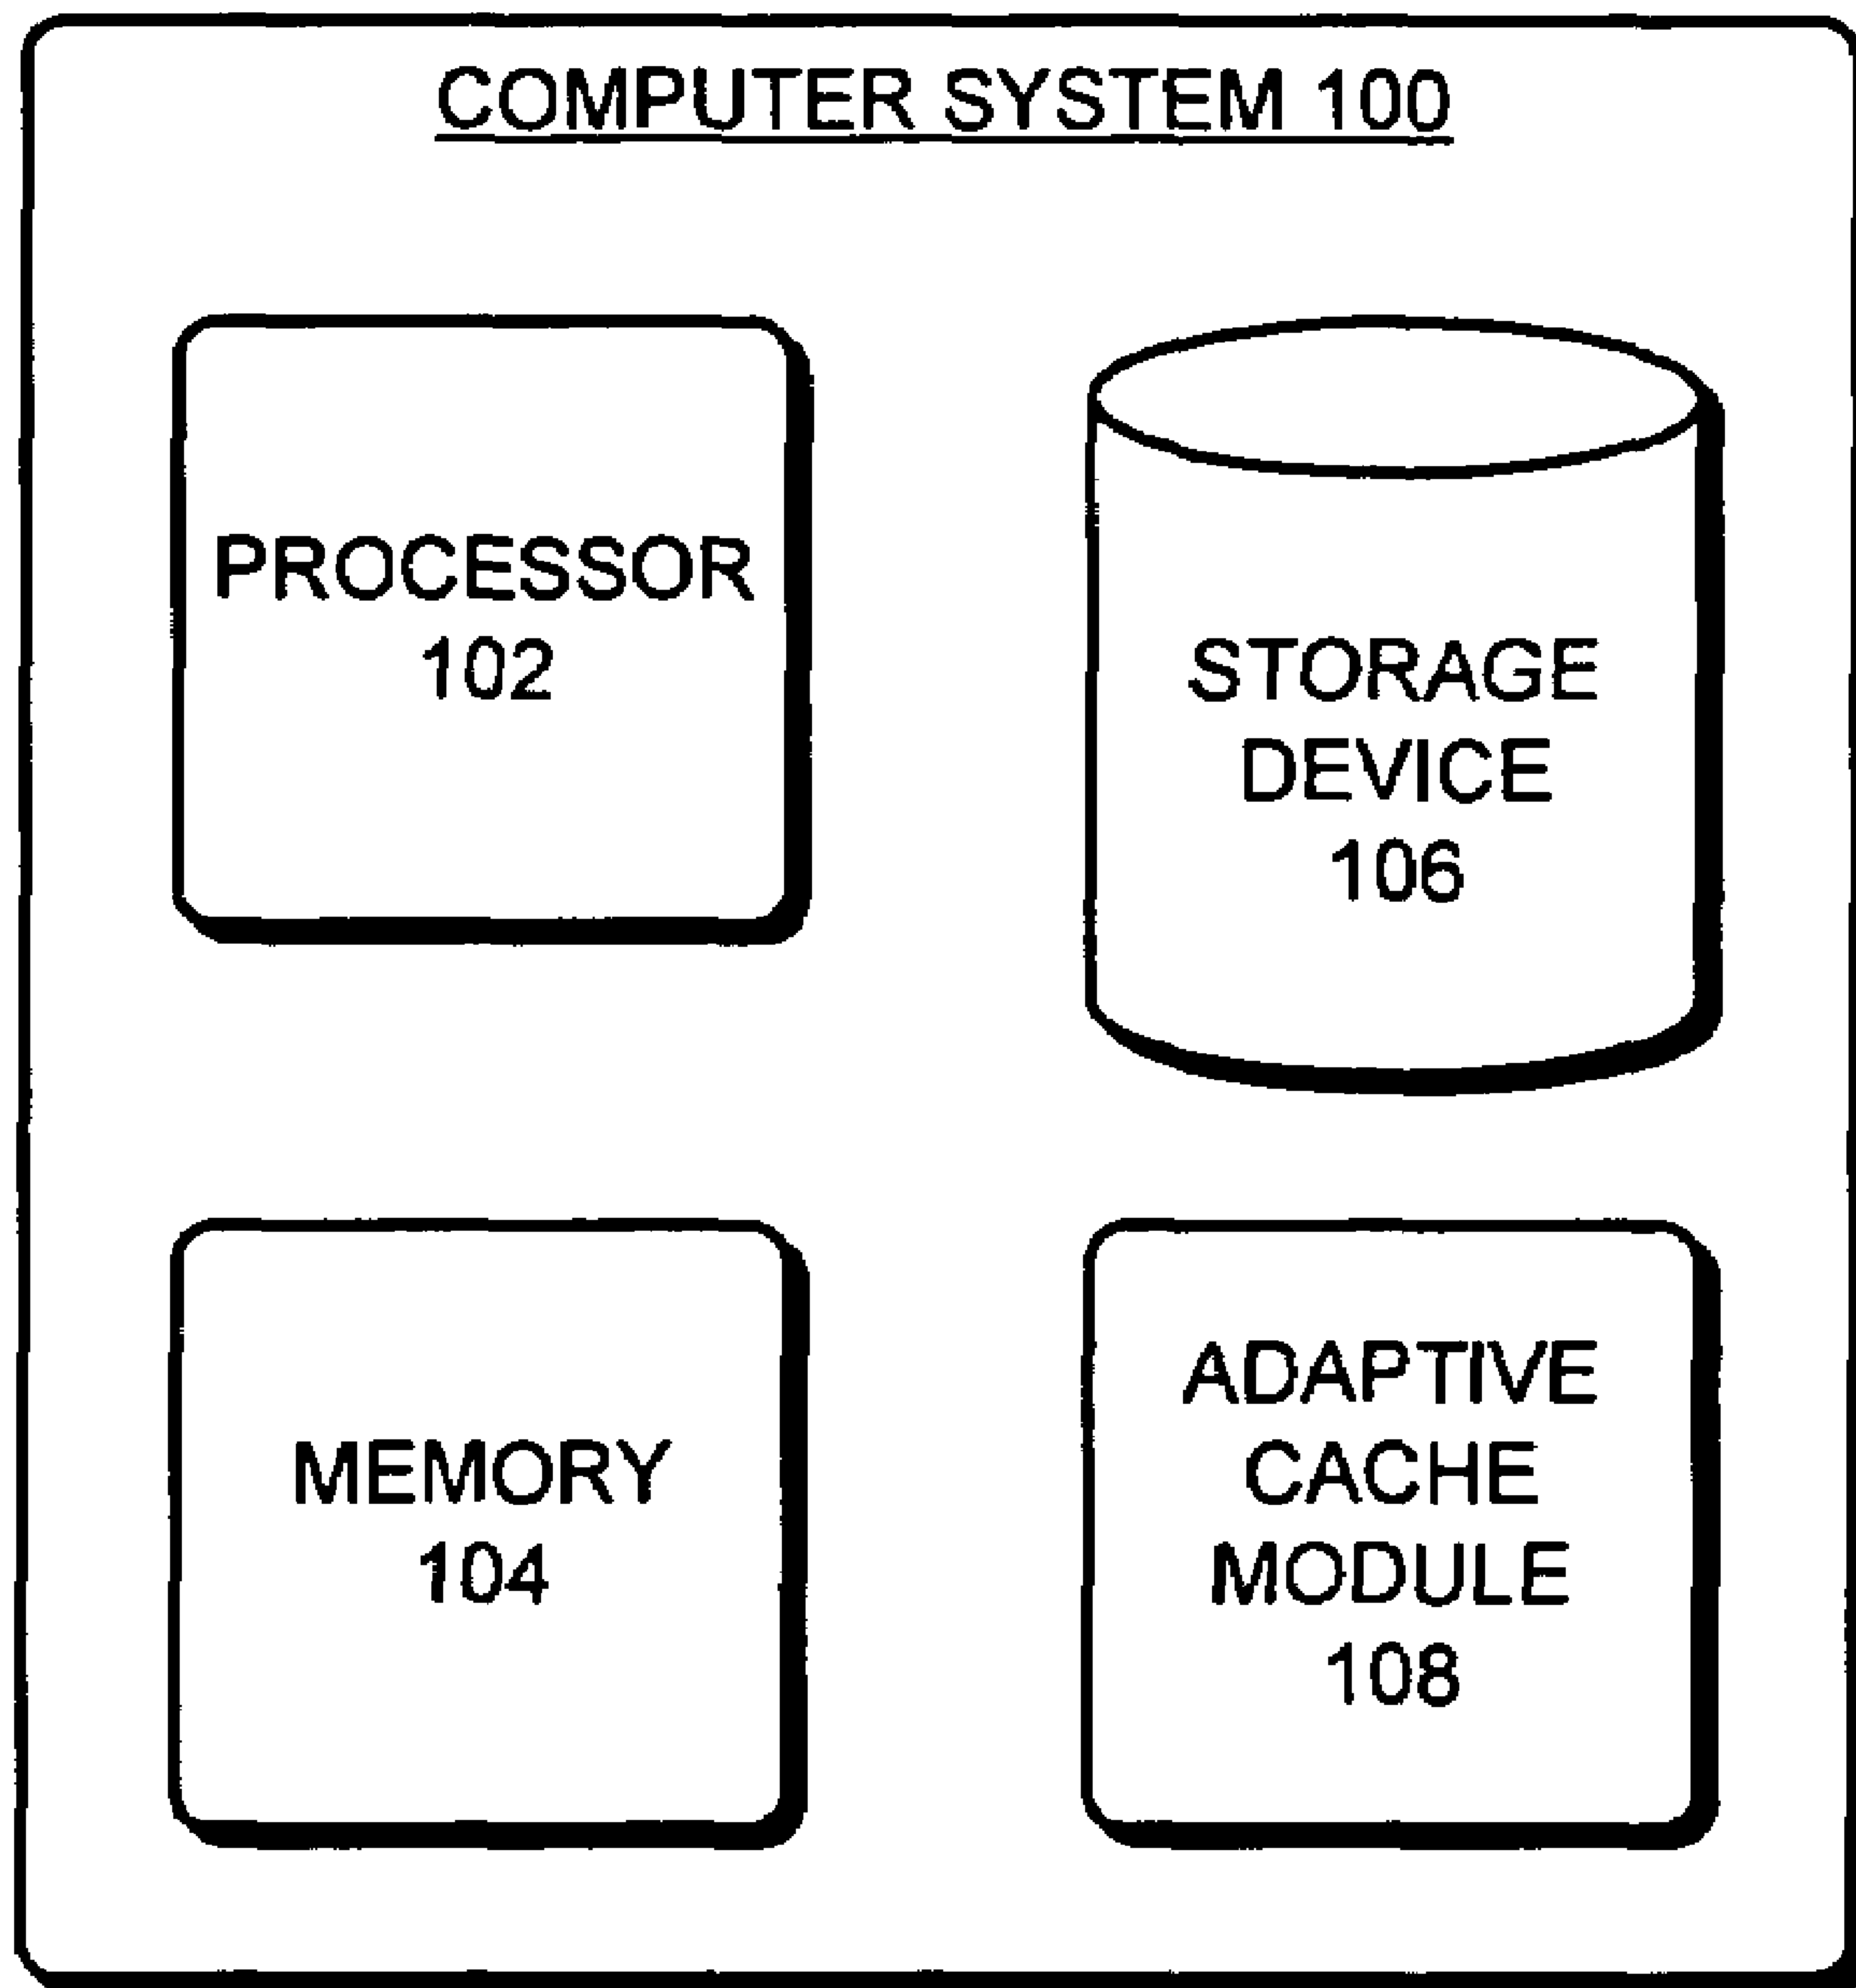 COMPUTER SYSTEM 100
PROCESSOR
102
STORAGE
DEVICE
106
MEMORY
104
ADAPTIVE
CACHE
MODULE
108